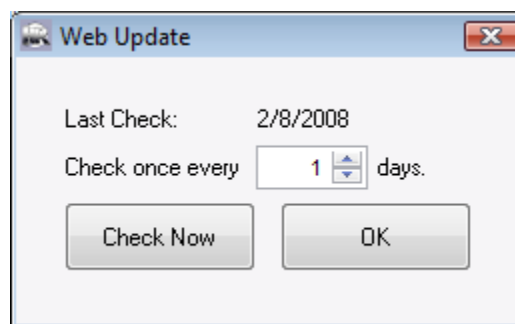 Web Update
Last Check: 2/8/2008
Check once every 1 days.
Check Now OK